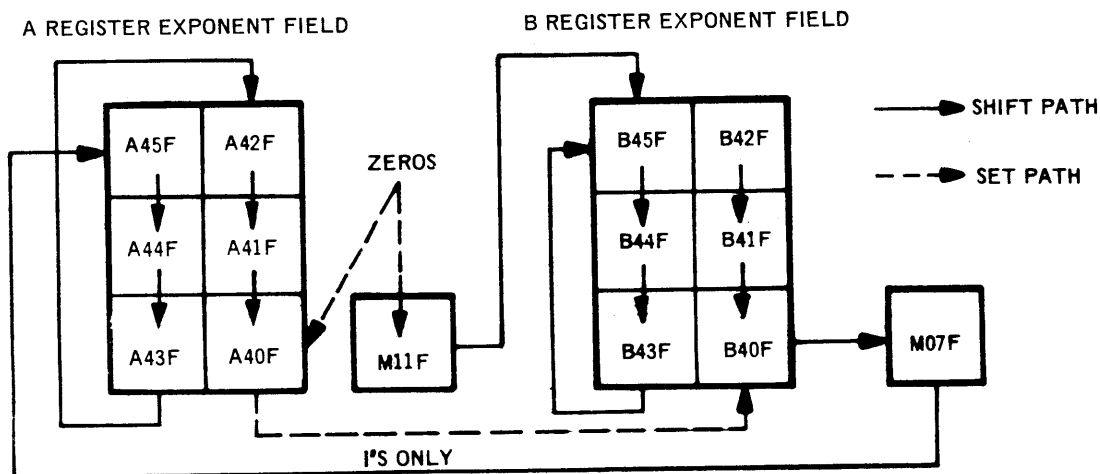 A REGISTER EXPONENT FIELD
B REGISTER EXPONENT FIELD
A45F A42F
A44F A41F
A43F A40F
ZEROS
M11F
B45F B42F
B44F B41F
B43F B40F
M07F
SHIFT PATH
SET PATH
1'S ONLY